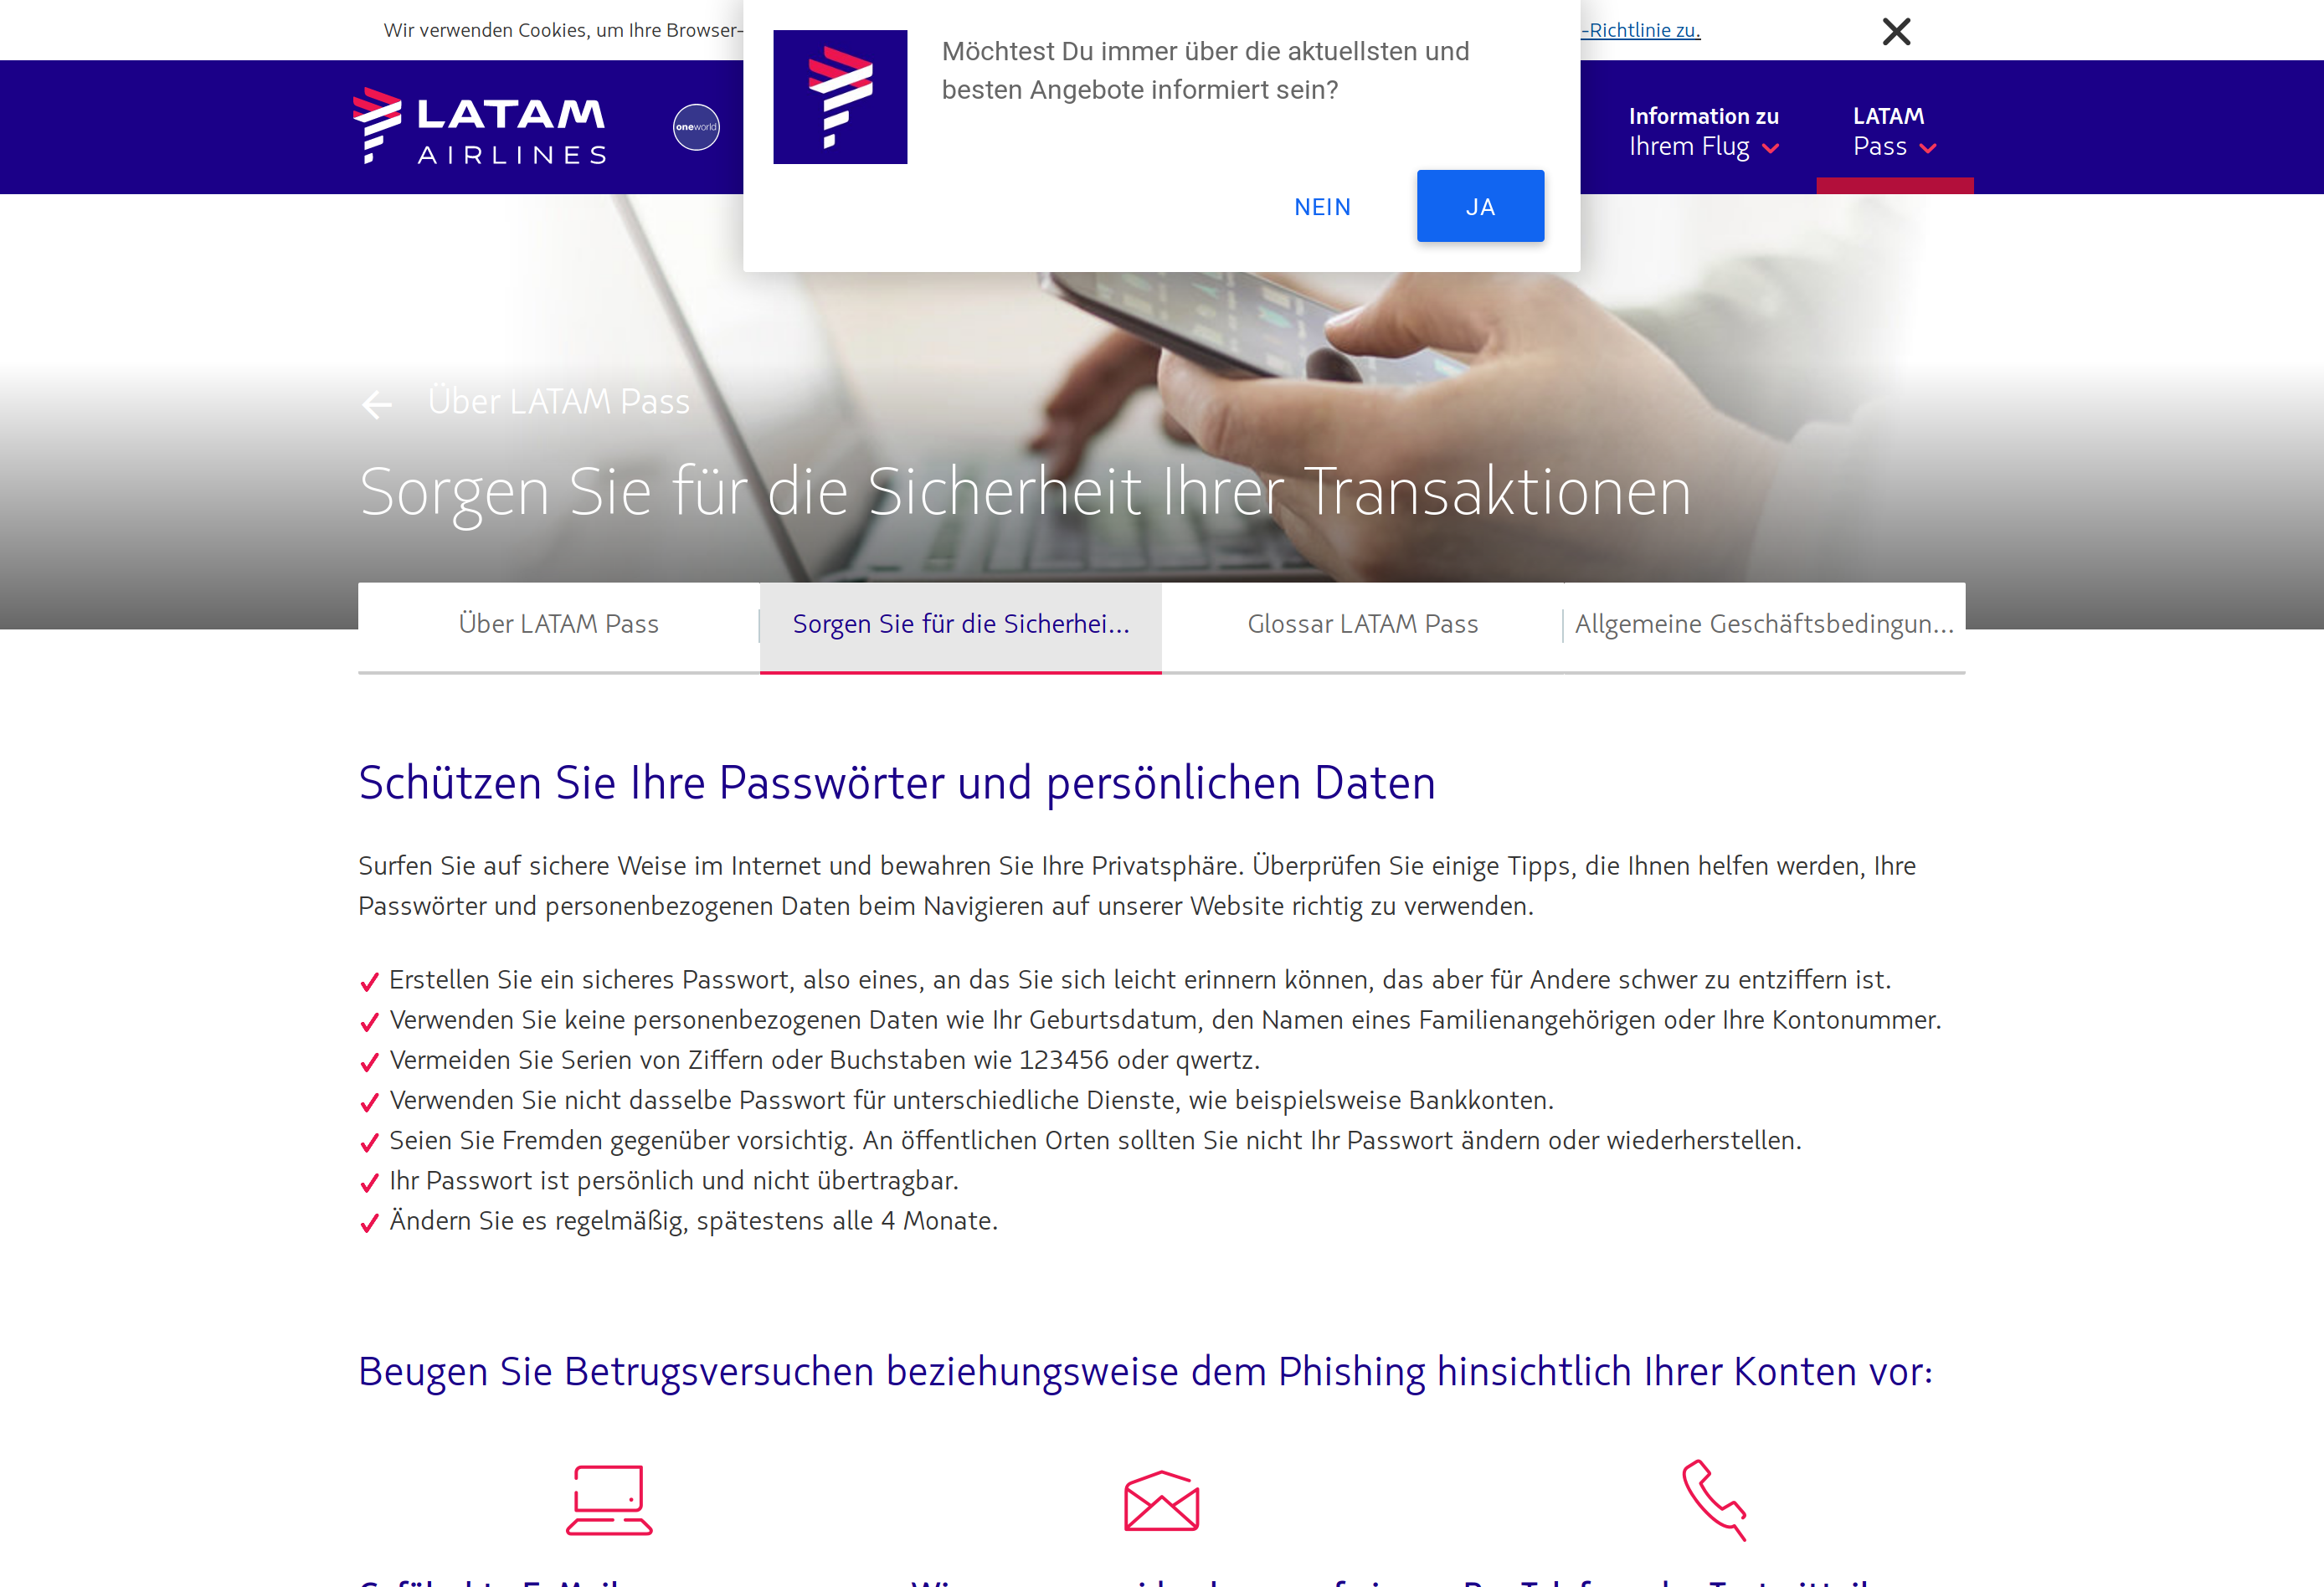 Wir verwenden Cookies, um Ihre Browser-
-Richtlinie zu.
Möchtest Du immer über die aktuellsten und
besten Angebote informiert sein?
NEIN
JA
LATAM
AIRLINES
oneworld
Information zu
Ihrem Flug
LATAM
Pass
Über LATAM Pass
Sorgen Sie für die Sicherheit Ihrer Transaktionen
Über LATAM Pass
Sorgen Sie für die Sicherhei...
Glossar LATAM Pass
Allgemeine Geschäftsbedingun...
Schützen Sie Ihre Passwörter und persönlichen Daten
Surfen Sie auf sichere Weise im Internet und bewahren Sie Ihre Privatsphäre. Überprüfen Sie einige Tipps, die Ihnen helfen werden, Ihre
Passwörter und personenbezogenen Daten beim Navigieren auf unserer Website richtig zu verwenden.
Erstellen Sie ein sicheres Passwort, also eines, an das Sie sich leicht erinnern können, das aber für Andere schwer zu entziffern ist.
Verwenden Sie keine personenbezogenen Daten wie Ihr Geburtsdatum, den Namen eines Familienangehörigen oder Ihre Kontonummer.
Vermeiden Sie Serien von Ziffern oder Buchstaben wie 123456 oder qwertz.
Verwenden Sie nicht dasselbe Passwort für unterschiedliche Dienste, wie beispielsweise Bankkonten.
Seien Sie Fremden gegenüber vorsichtig. An öffentlichen Orten sollten Sie nicht Ihr Passwort ändern oder wiederherstellen.
Ihr Passwort ist persönlich und nicht übertragbar.
Ändern Sie es regelmäßig, spätestens alle 4 Monate.
Beugen Sie Betrugsversuchen beziehungsweise dem Phishing hinsichtlich Ihrer Konten vor: